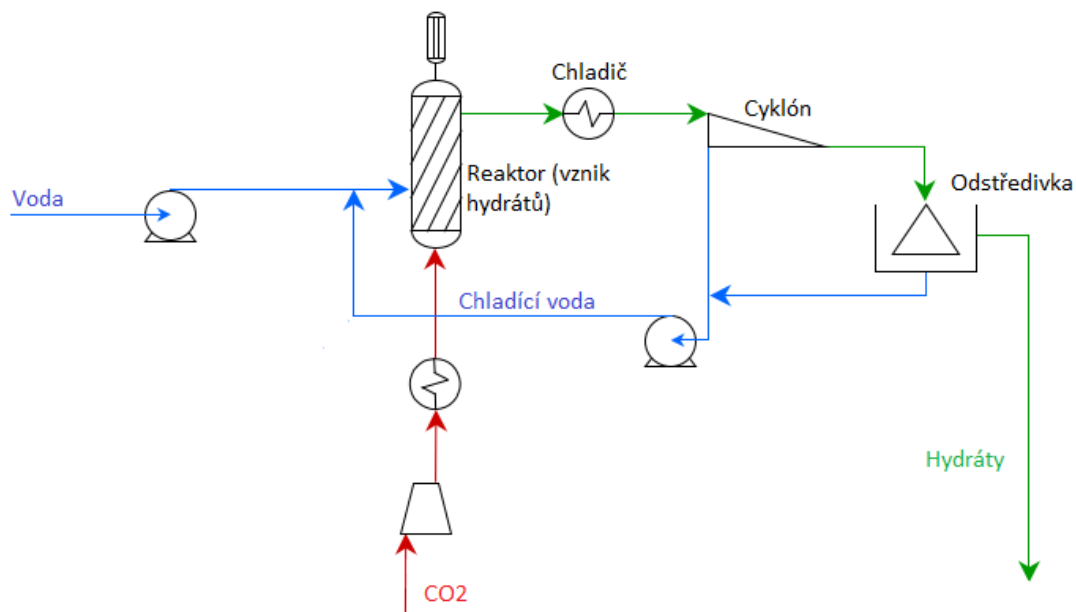 Chladič
Cyklón
Reaktor (vznik
hydrátů)
Odstředivka
Voda
Chladící voda
Hydráty
CO2